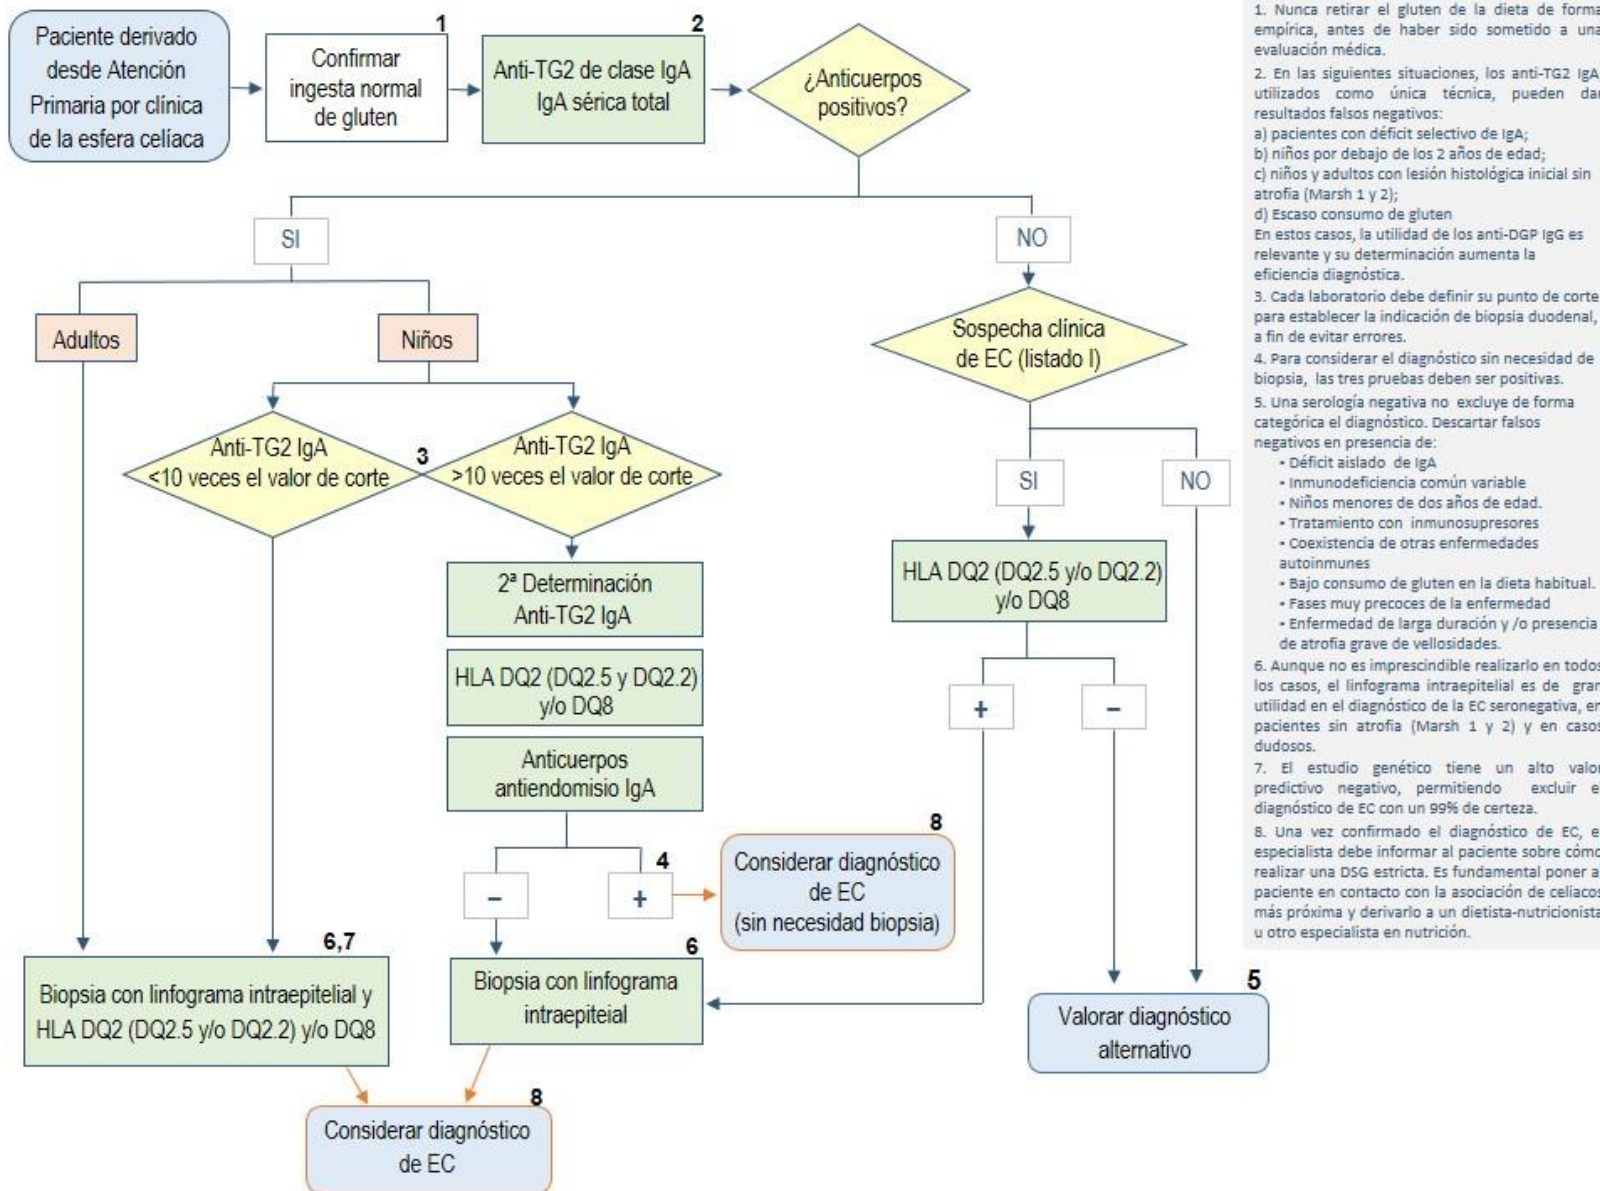 Paciente derivado
desde Atención
Primaria por clínica
de la esfera celíaca
1
Confirmar
ingesta normal
de gluten
2
Anti-TG2 de clase IgA
IgA sérica total
¿Anticuerpos
positivos?
SI
NO
Adultos
Niños
Sospecha clínica
de EC (listado I)
Anti-TG2 IgA
<10 veces el valor de corte
3
Anti-TG2 IgA
>10 veces el valor de corte
SI
NO
2ª Determinación
Anti-TG2 IgA
HLA DQ2 (DQ2.5 y/o DQ2.2)
y/o DQ8
HLA DQ2 (DQ2.5 y DQ2.2)
y/o DQ8
+
−
Anticuerpos
antiendomisio IgA
−
+
4
8
Considerar diagnóstico
de EC
(sin necesidad biopsia)
6,7
Biopsia con linfograma intraepitelial y
HLA DQ2 (DQ2.5 y/o DQ2.2) y/o DQ8
6
Biopsia con linfograma
intraepiteial
5
Valorar diagnóstico
alternativo
8
Considerar diagnóstico
de EC
1. Nunca retirar el gluten de la dieta de forma
empírica, antes de haber sido sometido a una
evaluación médica.
2. En las siguientes situaciones, los anti-TG2 IgA
utilizados como única técnica, pueden dar
resultados falsos negativos:
a) pacientes con déficit selectivo de IgA;
b) niños por debajo de los 2 años de edad;
c) niños y adultos con lesión histológica inicial sin
atrofia (Marsh 1 y 2);
d) Escaso consumo de gluten
En estos casos, la utilidad de los anti-DGP IgG es
relevante y su determinación aumenta la
eficiencia diagnóstica.
3. Cada laboratorio debe definir su punto de corte
para establecer la indicación de biopsia duodenal,
a fin de evitar errores.
4. Para considerar el diagnóstico sin necesidad de
biopsia, las tres pruebas deben ser positivas.
5. Una serología negativa no excluye de forma
categórica el diagnóstico. Descartar falsos
negativos en presencia de:
• Déficit aislado de IgA
• Inmunodeficiencia común variable
• Niños menores de dos años de edad.
• Tratamiento con inmunosupresores
• Coexistencia de otras enfermedades
autoinmunes
• Bajo consumo de gluten en la dieta habitual.
• Fases muy precoces de la enfermedad
• Enfermedad de larga duración y /o presencia
de atrofia grave de vellosidades.
6. Aunque no es imprescindible realizarlo en todos
los casos, el linfograma intraepitelial es de gran
utilidad en el diagnóstico de la EC seronegativa, en
pacientes sin atrofia (Marsh 1 y 2) y en casos
dudosos.
7. El estudio genético tiene un alto valor
predictivo negativo, permitiendo excluir el
diagnóstico de EC con un 99% de certeza.
8. Una vez confirmado el diagnóstico de EC, el
especialista debe informar al paciente sobre cómo
realizar una DSG estricta. Es fundamental poner al
paciente en contacto con la asociación de celiacos
más próxima y derivarlo a un dietista-nutricionista
u otro especialista en nutrición.